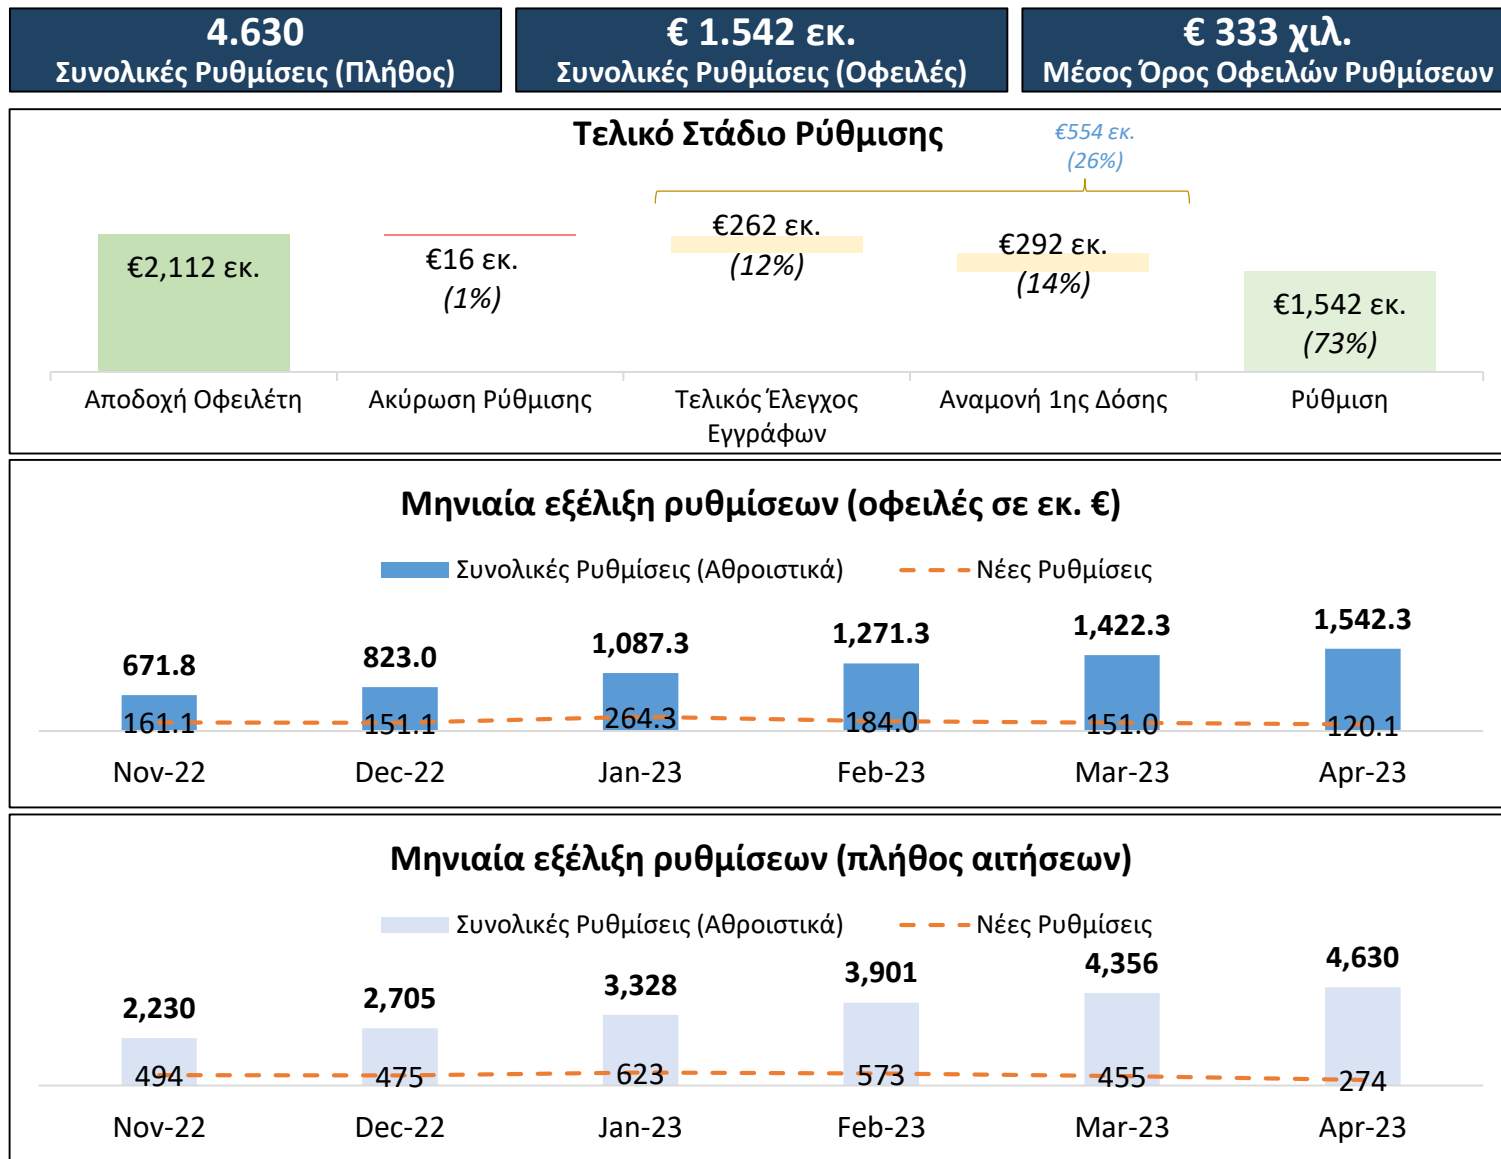 4.630
Συνολικές Ρυθμίσεις (Πλήθος)
€ 1.542 εκ.
Συνολικές Ρυθμίσεις (Οφειλές)
€ 333 χιλ.
Μέσος Όρος Οφειλών Ρυθμίσεων
Τελικό Στάδιο Ρύθμισης
€554 εκ.
(26%)
€2,112 εκ.
€16 εκ.
(1%)
€262 εκ.
(12%)
€292 εκ.
(14%)
€1,542 εκ.
(73%)
Αποδοχή Οφειλέτη
Ακύρωση Ρύθμισης
Τελικός Έλεγχος
Εγγράφων
Αναμονή 1ης Δόσης
Ρύθμιση
Μηνιαία εξέλιξη ρυθμίσεων (οφειλές σε εκ. €)
Συνολικές Ρυθμίσεις (Αθροιστικά) Νέες Ρυθμίσεις
671.8 823.0 1,087.3 1,271.3 1,422.3 1,542.3
161.1 151.1 264.3 184.0 151.0 120.1
Nov-22 Dec-22 Jan-23 Feb-23 Mar-23 Apr-23
Μηνιαία εξέλιξη ρυθμίσεων (πλήθος αιτήσεων)
Συνολικές Ρυθμίσεις (Αθροιστικά) Νέες Ρυθμίσεις
2,230 2,705 3,328 3,901 4,356 4,630
494 475 623 573 455 274
Nov-22 Dec-22 Jan-23 Feb-23 Mar-23 Apr-23